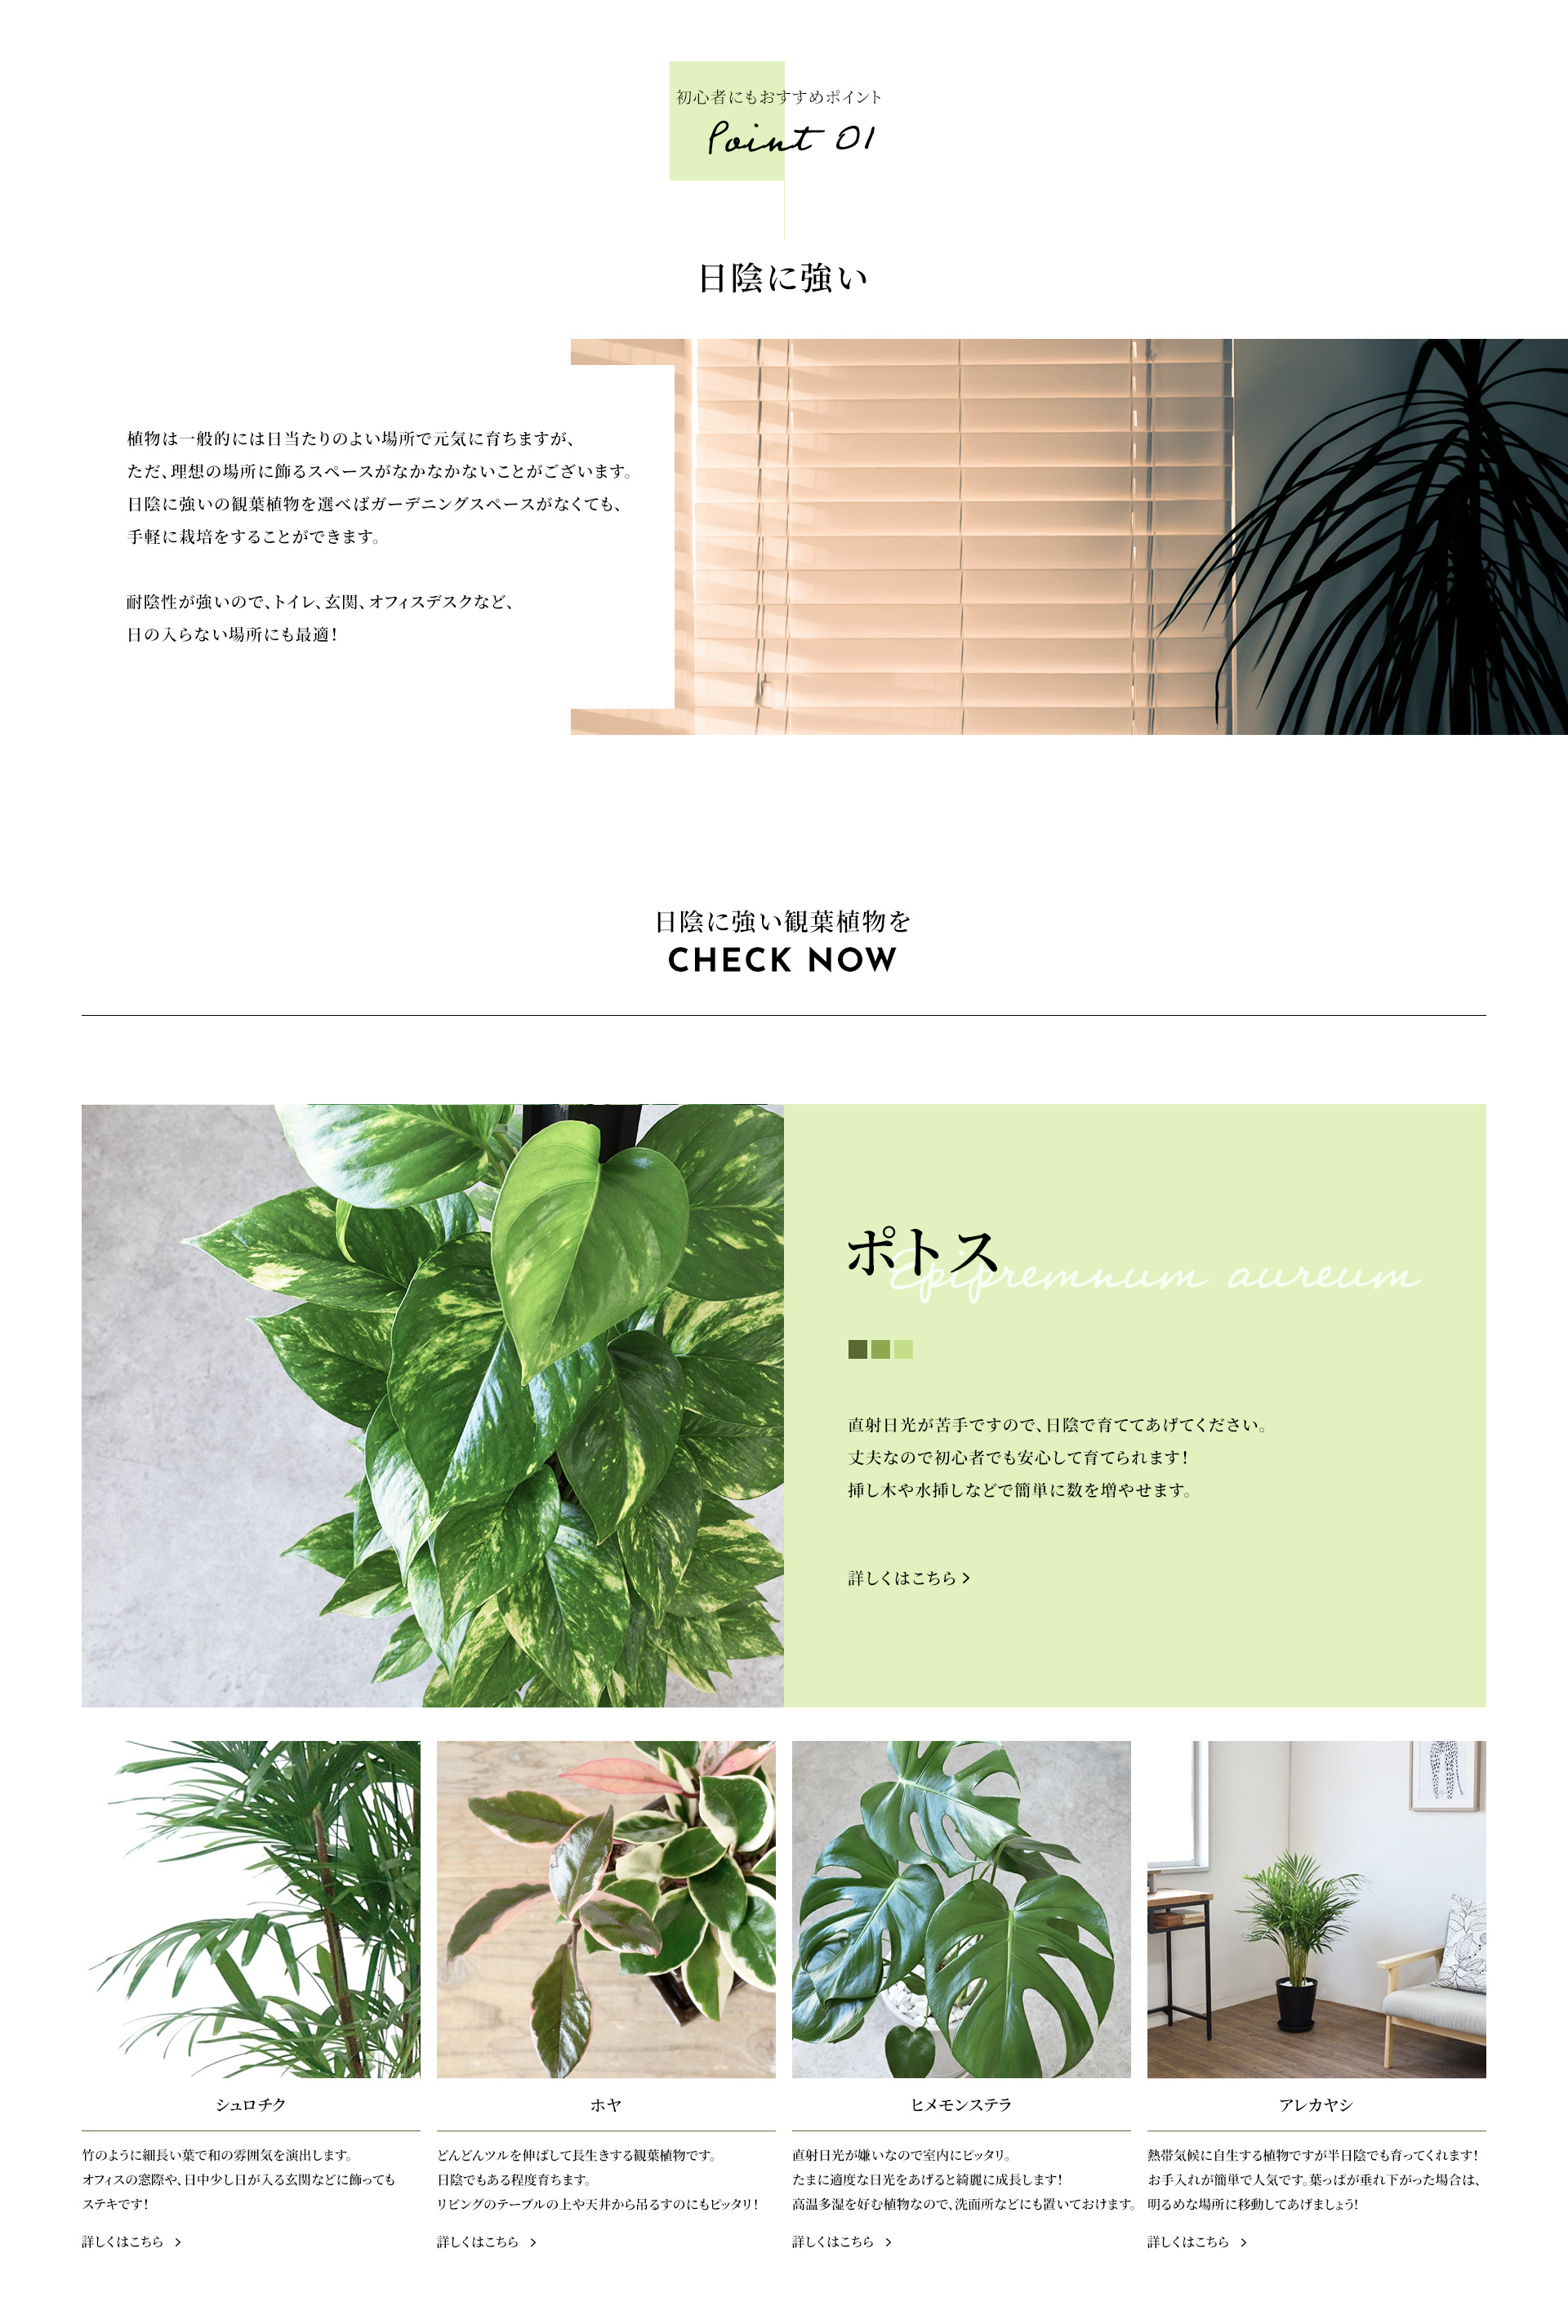 初心者にもおすすめポイント
Point 01
日陰に強い
植物は一般的には日当たりのよい場所で元気に育ちますが、
ただ、理想の場所に飾るスペースがなかなかないことがございます。
日陰に強いの観葉植物を選べばガーデニングスペースがなくても、
手軽に栽培をすることができます。
耐陰性が強いので、トイレ、玄関、オフィスデスクなど、
日の入らない場所にも最適！
日陰に強い観葉植物を
CHECK NOW
ポトス
Epipremnum aureum
直射日光が苦手ですので、日陰で育ててあげてください。
丈夫なので初心者でも安心して育てられます！
挿し木や水挿しなどで簡単に数を増やせます。
詳しくはこちら >
シュロチク
竹のように細長い葉で和の雰囲気を演出します。
オフィスの窓際や、日中少し日が入る玄関などに飾っても
ステキです！
詳しくはこちら >
ホヤ
どんどんツルを伸ばして長生きする観葉植物です。
日陰でもある程度育ちます。
リビングのテーブルの上や天井から吊るすのにもピッタリ！
詳しくはこちら >
ヒメモンステラ
直射日光が嫌いなので室内にピッタリ。
たまに適度な日光をあげると綺麗に成長します！
高温多湿を好む植物なので、洗面所などにも置いておけます。
詳しくはこちら >
アレカヤシ
熱帯気候に自生する植物ですが半日陰でも育ってくれます！
お手入れが簡単で人気です。葉っぱが垂れ下がった場合は、
明るめな場所に移動してあげましょう！
詳しくはこちら >